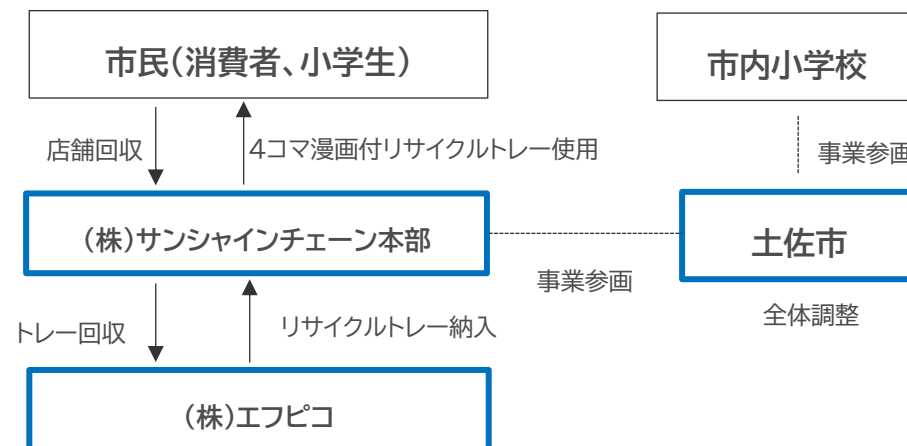 市民(消費者、小学生)
市内小学校
店舗回収
4コマ漫画付リサイクルトレー使用
事業参画
(株)サンシャインチェーン本部
土佐市
事業参画
全体調整
トレー回収
リサイクルトレー納入
(株)エフピコ